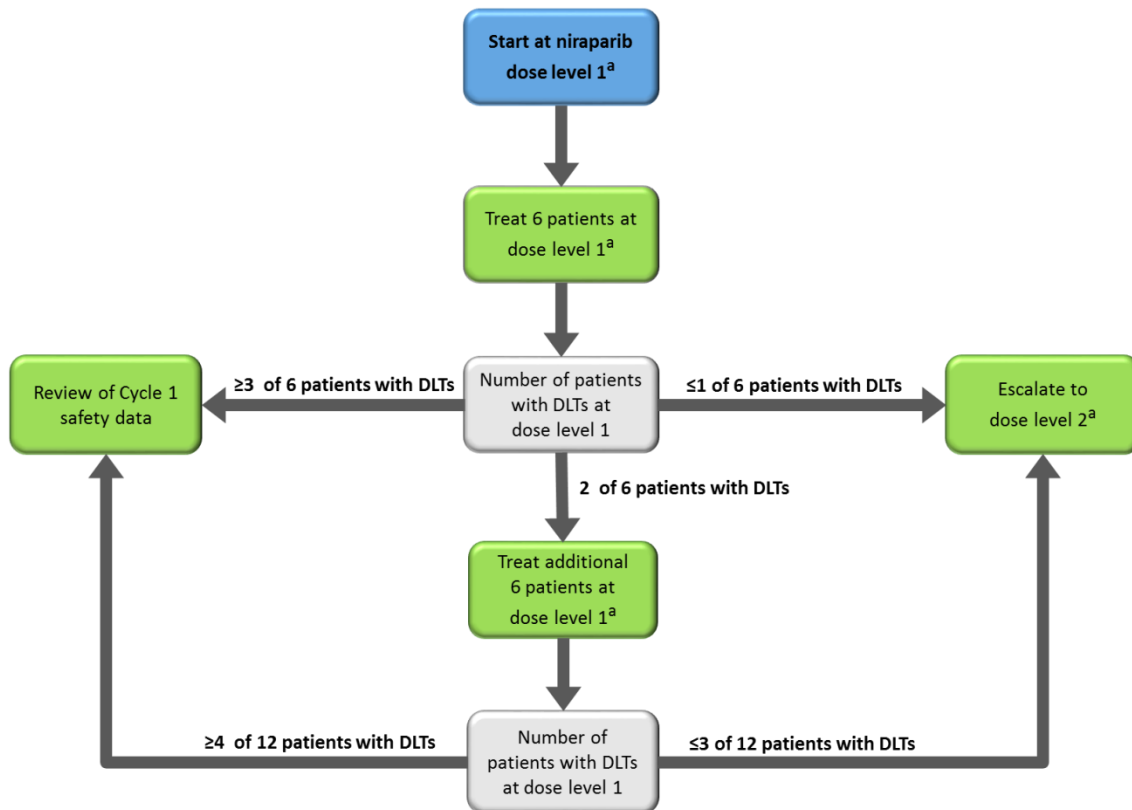 Start at niraparib
dose level 1ᵃ
Treat 6 patients at
dose level 1ᵃ
Review of Cycle 1
safety data
≥3 of 6 patients with DLTs
Number of patients
with DLTs at
dose level 1
≤1 of 6 patients with DLTs
Escalate to
dose level 2ᵃ
2 of 6 patients with DLTs
Treat additional
6 patients at
dose level 1ᵃ
≥4 of 12 patients with DLTs
Number of
patients with DLTs
at dose level 1
≤3 of 12 patients with DLTs